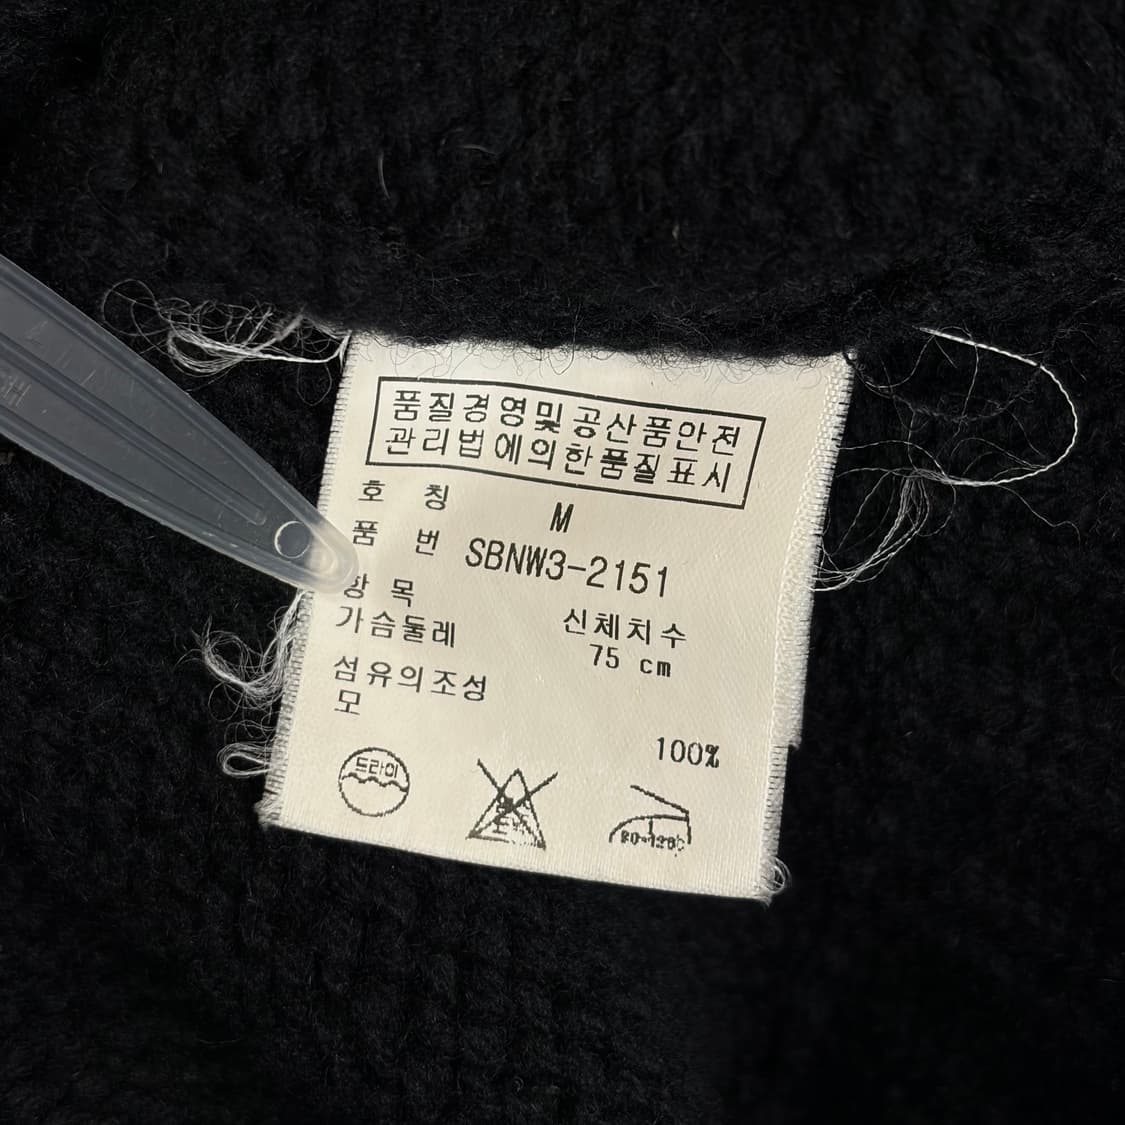 품질경영및공산품안전
관리법에의한품질표시
호 칭 M
품 번 SBNW3-2151
항 목 신체치수
가슴둘레 75 cm
섬유의조성
모 100%
드라이
80-120℃